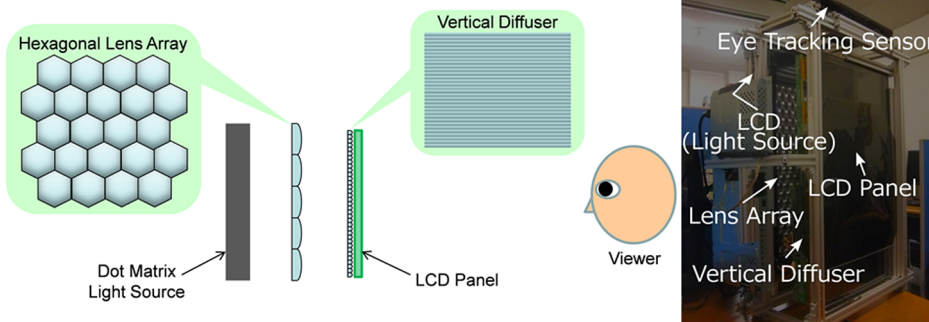 Hexagonal Lens Array
Vertical Diffuser
Dot Matrix
Light Source
LCD Panel
Viewer
Eye Tracking Sensor
LCD
(Light Source)
LCD Panel
Lens Array
Vertical Diffuser